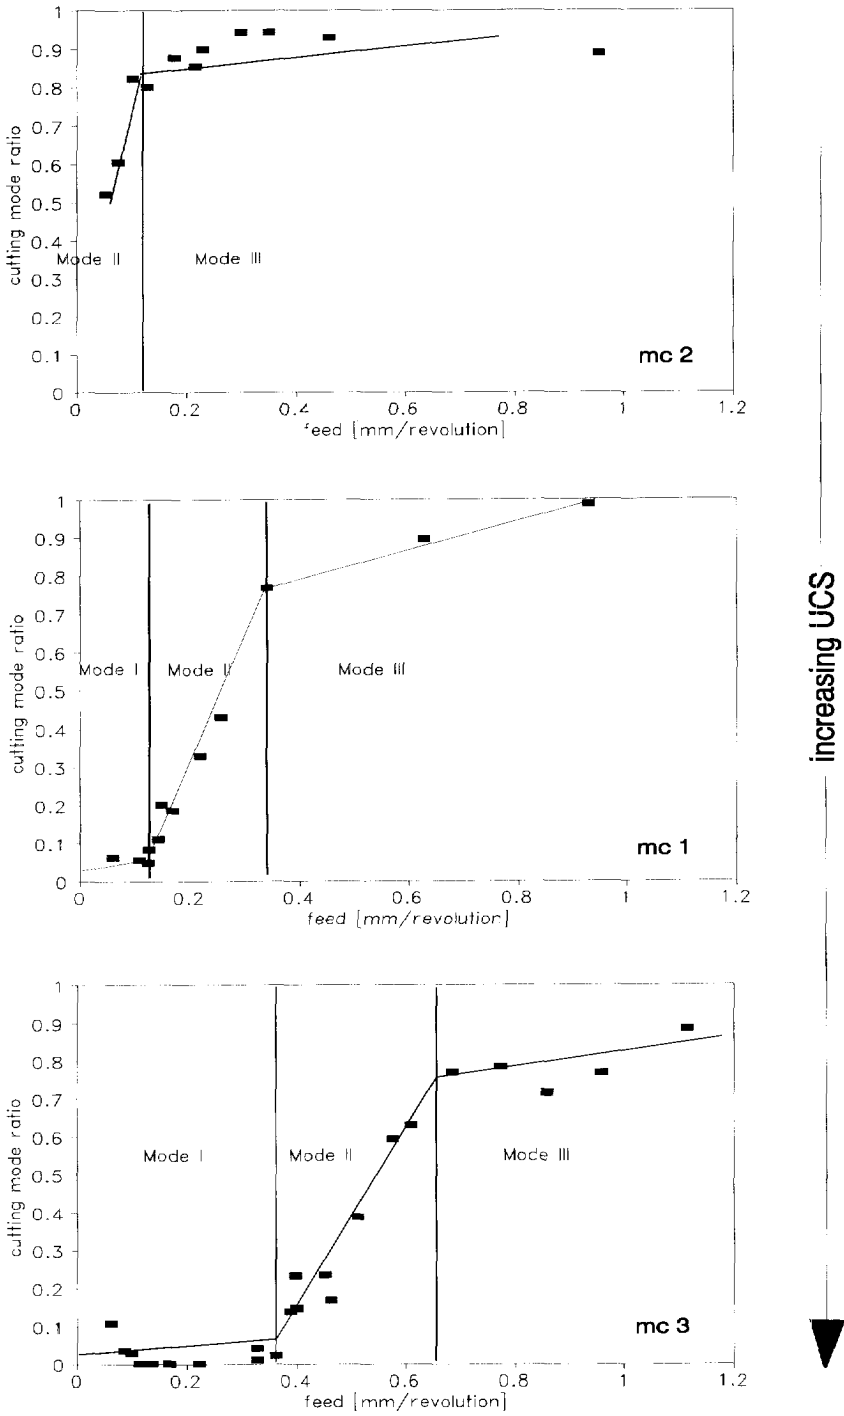 1
0.9
0.8
0.7
0.6
0.5
0.4
0.3
0.2
0.1
0
cutting mode ratio
Mode II
Mode III
mc 2
0 0.2 0.4 0.6 0.8 1 1.2
feed [mm/revolution]
1
0.9
0.8
0.7
0.6
0.5
0.4
0.3
0.2
0.1
0
cutting mode ratio
Mode I
Mode II
Mode III
mc 1
0.2 0.4 0.6 0.8 1 1.2
feed [mm/revolution]
1
0.9
0.8
0.7
0.6
0.5
0.4
0.3
0.2
0.1
0
cutting mode ratio
Mode I
Mode II
Mode III
mc 3
0 0.2 0.4 0.6 0.8 1 1.2
feed [mm/revolution]
increasing UCS